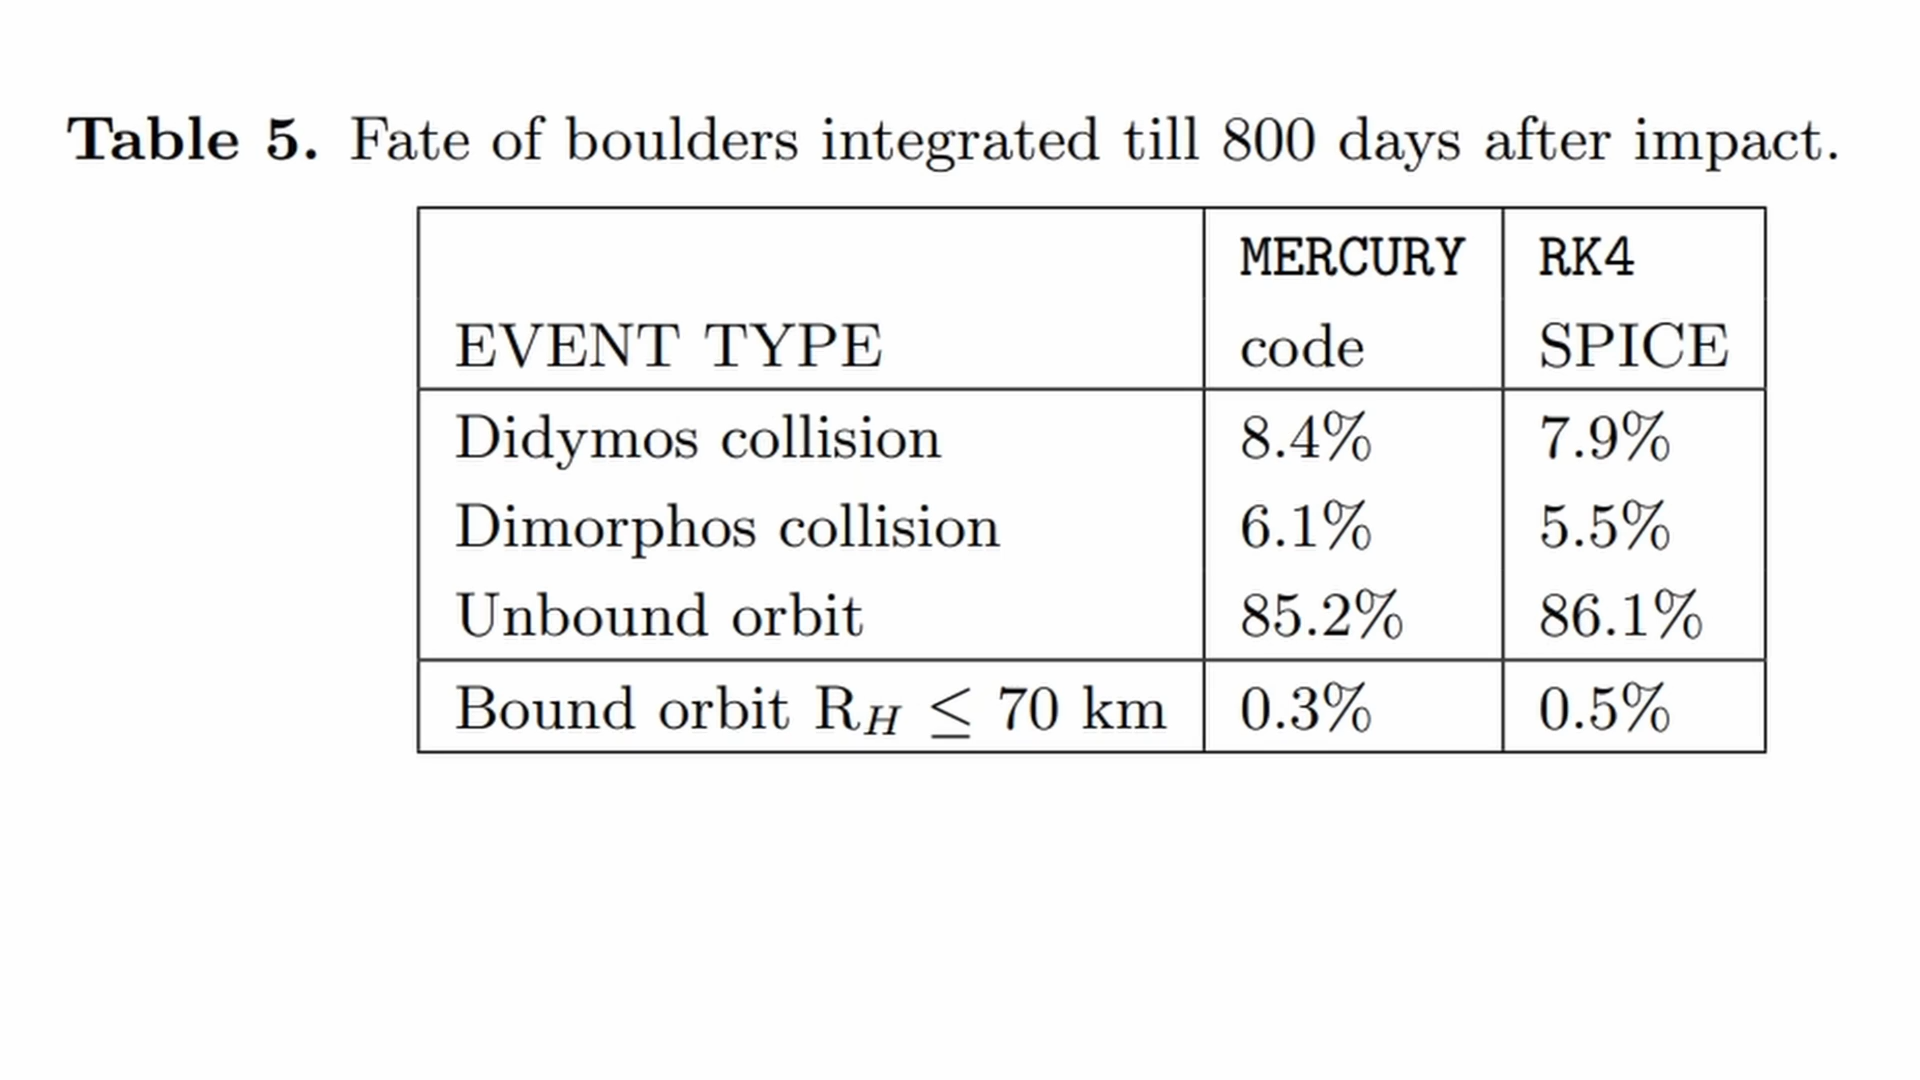 Table 5. Fate of boulders integrated till 800 days after impact.
MERCURY RK4
EVENT TYPE code SPICE
Didymos collision 8.4% 7.9%
Dimorphos collision 6.1% 5.5%
Unbound orbit 85.2% 86.1%
Bound orbit R_H ≤ 70 km 0.3% 0.5%